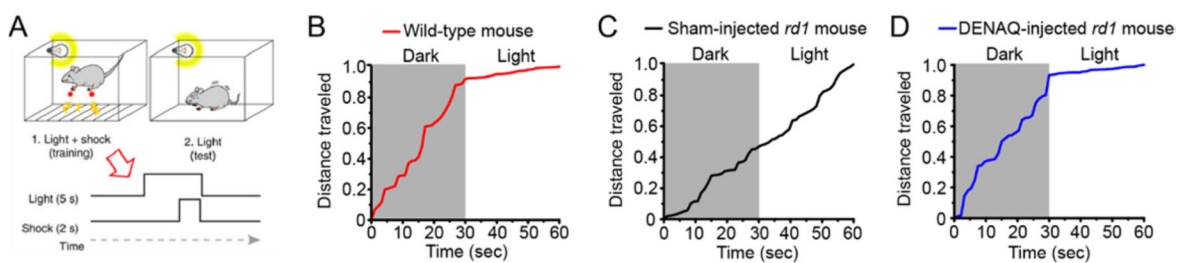 A
1. Light + shock
(training)
2. Light
(test)
Light (5 s)
Shock (2 s)
Time
B
Wild-type mouse
Dark
Light
Distance traveled
1.0
0.8
0.6
0.4
0.2
0
0
10
20
30
40
50
60
Time (sec)
C
Sham-injected rd1 mouse
Dark
Light
Distance traveled
1.0
0.8
0.6
0.4
0.2
0
0
10
20
30
40
50
60
Time (sec)
D
DENAQ-injected rd1 mouse
Dark
Light
Distance traveled
1.0
0.8
0.6
0.4
0.2
0
0
10
20
30
40
50
60
Time (sec)